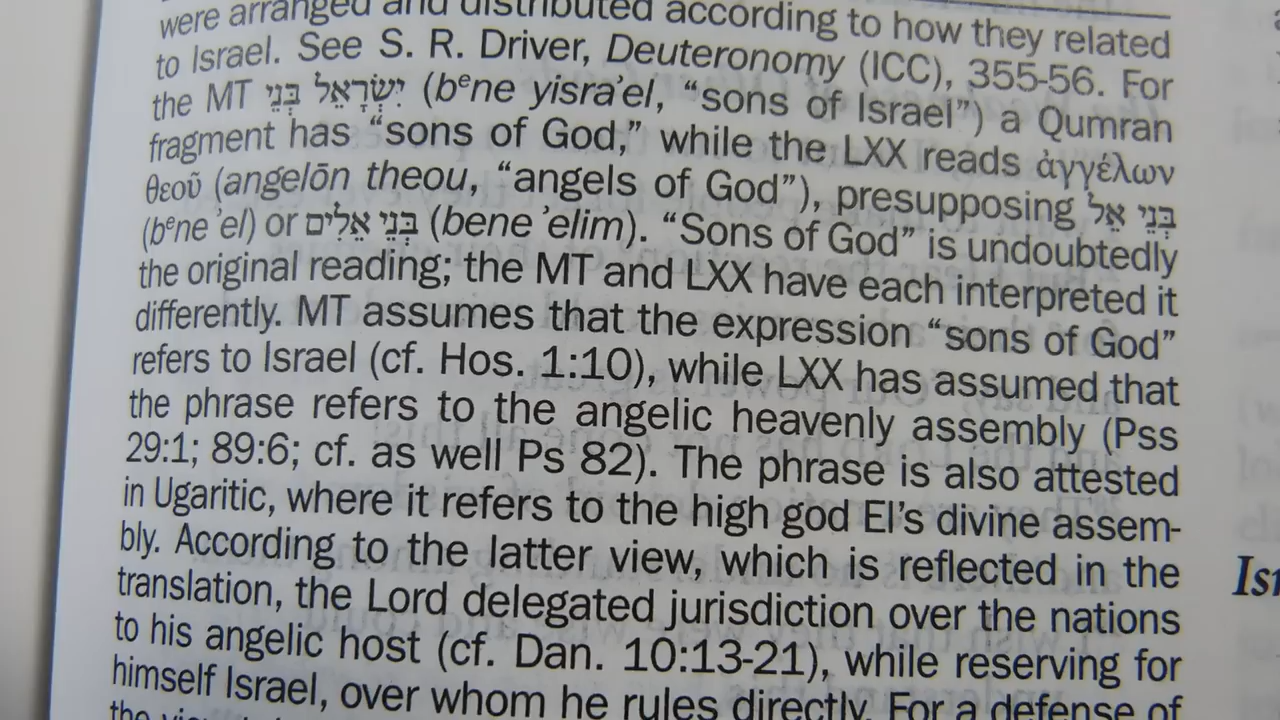 were arranged and distributed according to how they related
to Israel. See S. R. Driver, Deuteronomy (ICC), 355-56. For
the MT בְּנֵי יִשְׂרָאֵל (bᵉne yisra’el, “sons of Israel”) a Qumran
fragment has “sons of God,” while the LXX reads ἀγγέλων
θεοῦ (angelōn theou, “angels of God”), presupposing בְּנֵי אֵל
(bᵉne ’el) or בְּנֵי אֵלִים (bene ’elim). “Sons of God” is undoubtedly
the original reading; the MT and LXX have each interpreted it
differently. MT assumes that the expression “sons of God”
refers to Israel (cf. Hos. 1:10), while LXX has assumed that
the phrase refers to the angelic heavenly assembly (Pss
29:1; 89:6; cf. as well Ps 82). The phrase is also attested
in Ugaritic, where it refers to the high god El’s divine assem-
bly. According to the latter view, which is reflected in the
translation, the Lord delegated jurisdiction over the nations
to his angelic host (cf. Dan. 10:13-21), while reserving for
himself Israel, over whom he rules directly. For a defense of